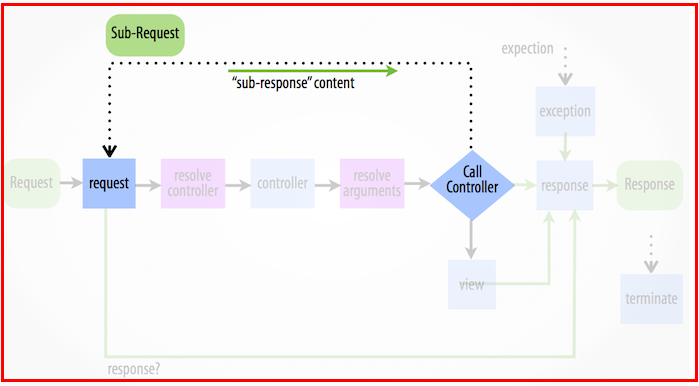 Sub-Request
expection
"sub-response" content
exception
Request
request
resolve
controller
controller
resolve
arguments
Call
Controller
response
Response
view
terminate
response?